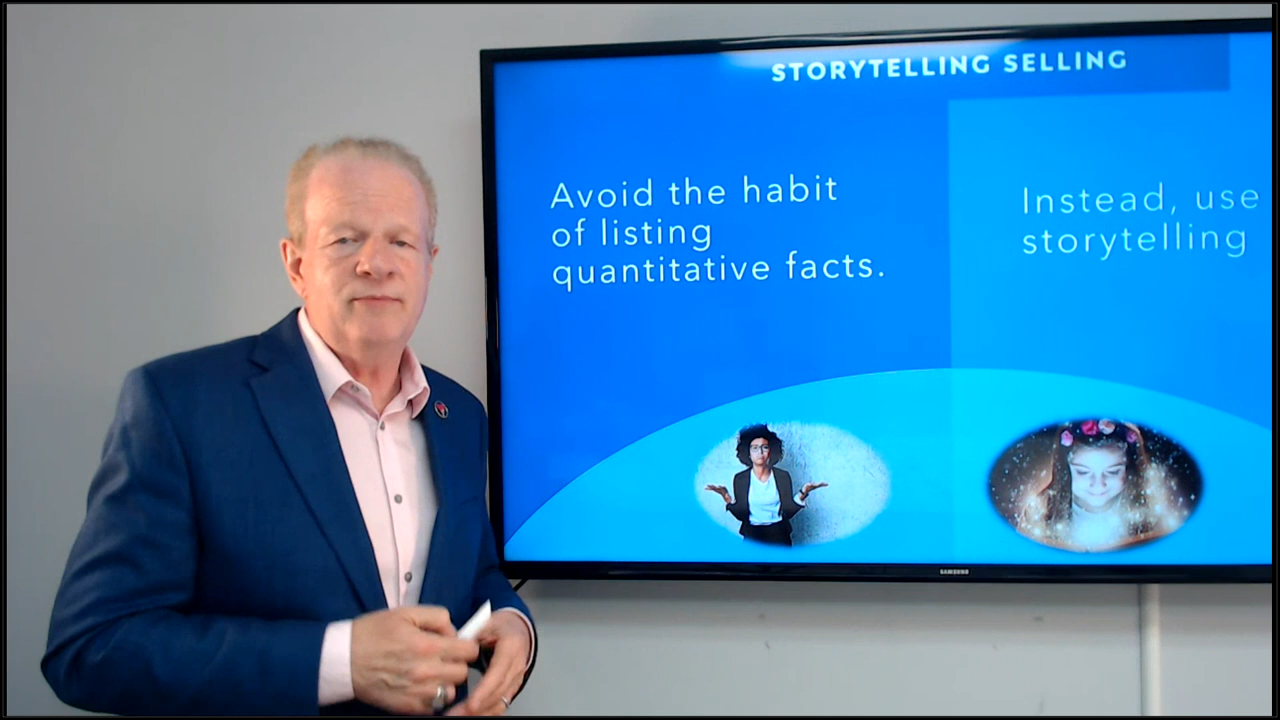 STORYTELLING SELLING
Avoid the habit
of listing
quantitative facts.
Instead, use
storytelling
SAMSUNG